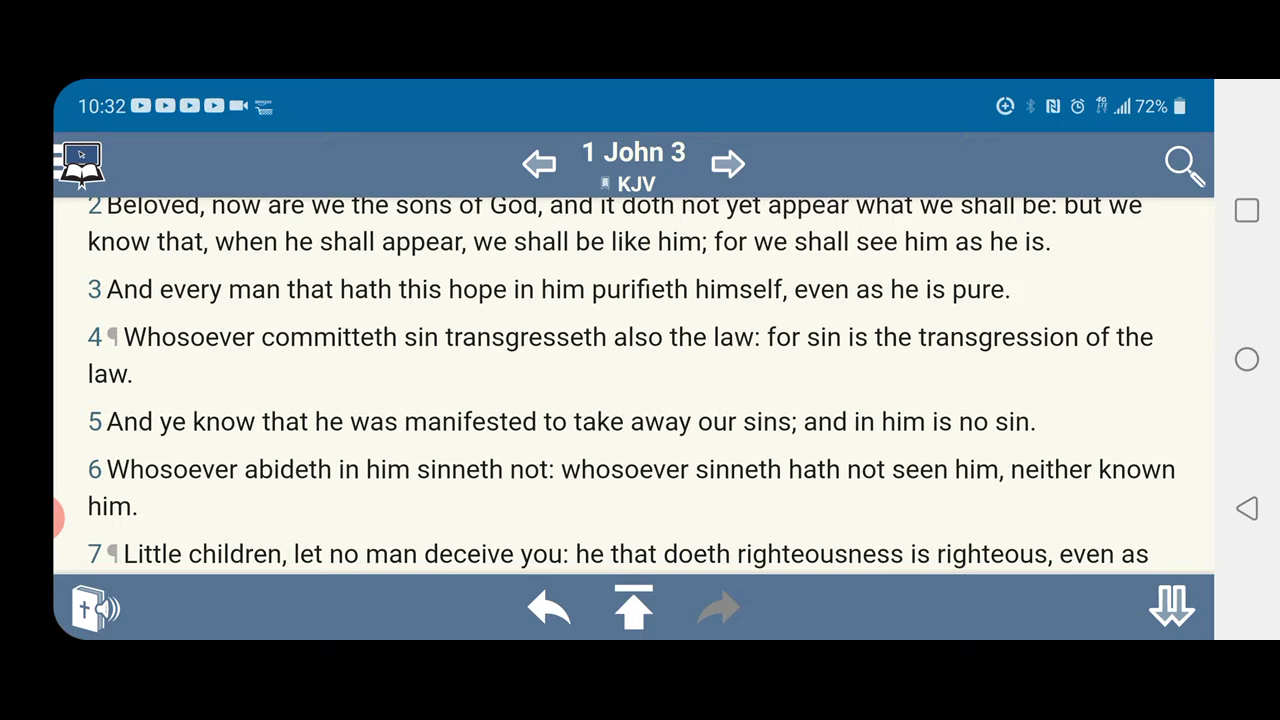 10:32 72%
1 John 3
KJV
2 Beloved, now are we the sons of God, and it doth not yet appear what we shall be: but we
know that, when he shall appear, we shall be like him; for we shall see him as he is.
3 And every man that hath this hope in him purifieth himself, even as he is pure.
4 ¶ Whosoever committeth sin transgresseth also the law: for sin is the transgression of the
law.
5 And ye know that he was manifested to take away our sins; and in him is no sin.
6 Whosoever abideth in him sinneth not: whosoever sinneth hath not seen him, neither known
him.
7 ¶ Little children, let no man deceive you: he that doeth righteousness is righteous, even as